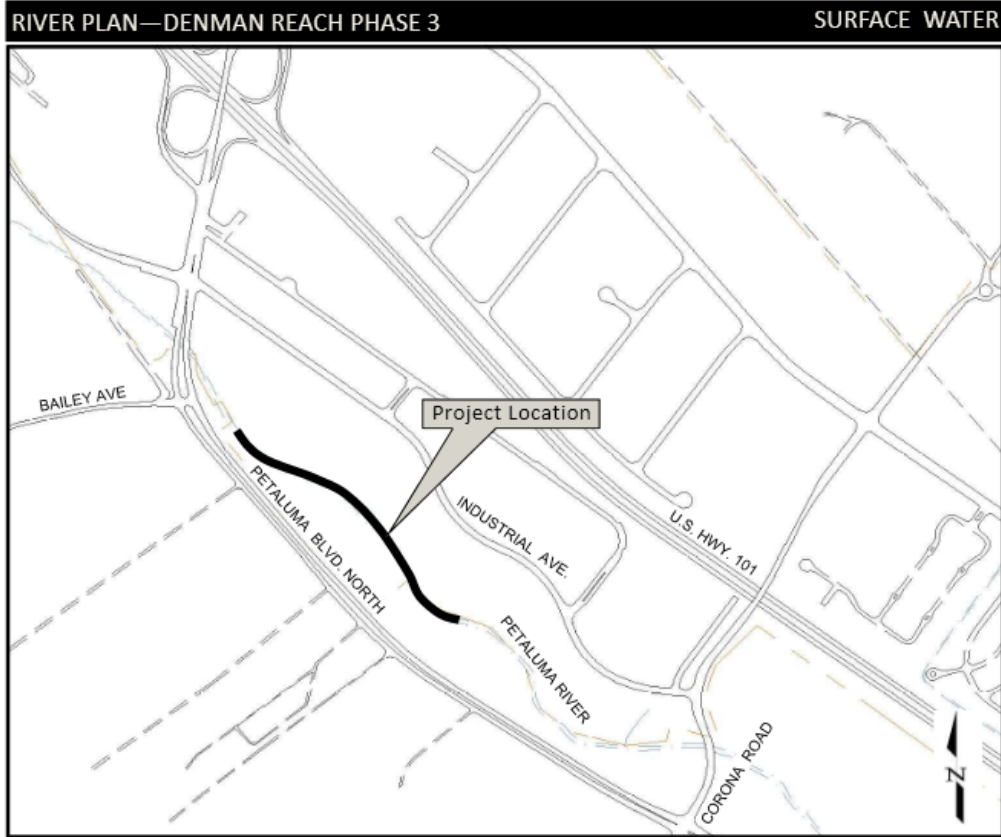 RIVER PLAN—DENMAN REACH PHASE 3
SURFACE WATER
BAILEY AVE
Project Location
PETALUMA BLVD. NORTH
INDUSTRIAL AVE.
U.S. HWY. 101
PETALUMA RIVER
CORONA ROAD
N